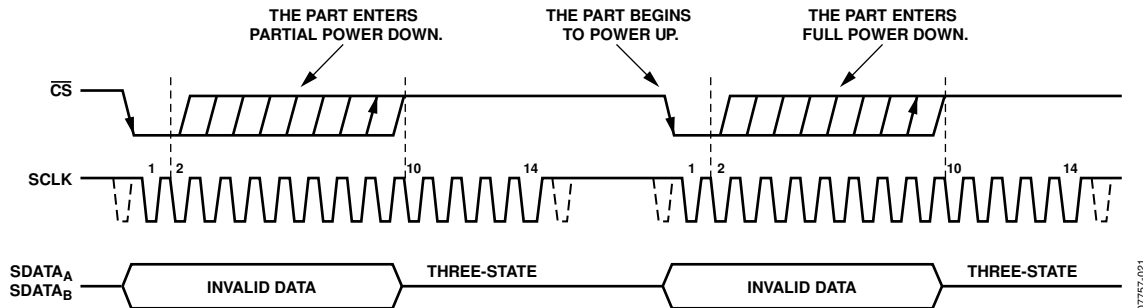 THE PART ENTERS
PARTIAL POWER DOWN.
THE PART BEGINS
TO POWER UP.
THE PART ENTERS
FULL POWER DOWN.
CS
SCLK
1 2 10 14 1 2 10 14
SDATAA
SDATAB
INVALID DATA THREE-STATE INVALID DATA THREE-STATE
07757-021